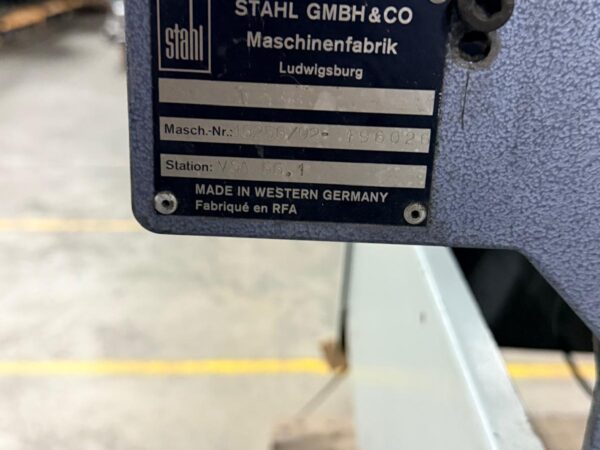 stahl
STAHL GMBH & CO
Maschinenfabrik
Ludwigsburg
Masch.-Nr.:
Station:
MADE IN WESTERN GERMANY
Fabriqué en RFA